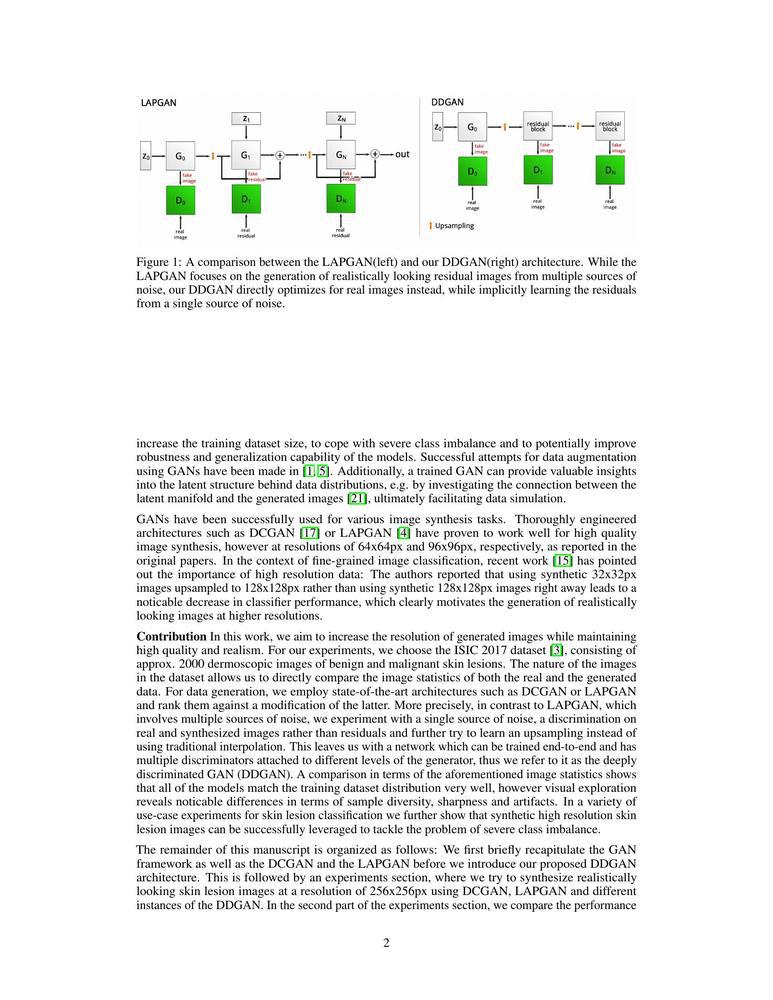 LAPGAN
DDGAN
z1
zN
z0
G0
G1
GN
out
fake
image
fake
residual
fake
residual
D0
D1
DN
real
image
real
residual
real
residual
z0
G0
residual
block
residual
block
fake
image
fake
image
fake
image
D0
D1
DN
real
image
real
image
real
image
Upsampling
Figure 1: A comparison between the LAPGAN(left) and our DDGAN(right) architecture. While the
LAPGAN focuses on the generation of realistically looking residual images from multiple sources of
noise, our DDGAN directly optimizes for real images instead, while implicitly learning the residuals
from a single source of noise.
increase the training dataset size, to cope with severe class imbalance and to potentially improve
robustness and generalization capability of the models. Successful attempts for data augmentation
using GANs have been made in [1, 5]. Additionally, a trained GAN can provide valuable insights
into the latent structure behind data distributions, e.g. by investigating the connection between the
latent manifold and the generated images [21], ultimately facilitating data simulation.
GANs have been successfully used for various image synthesis tasks. Thoroughly engineered
architectures such as DCGAN [17] or LAPGAN [4] have proven to work well for high quality
image synthesis, however at resolutions of 64x64px and 96x96px, respectively, as reported in the
original papers. In the context of fine-grained image classification, recent work [15] has pointed
out the importance of high resolution data: The authors reported that using synthetic 32x32px
images upsampled to 128x128px rather than using synthetic 128x128px images right away leads to a
noticable decrease in classifier performance, which clearly motivates the generation of realistically
looking images at higher resolutions.
Contribution In this work, we aim to increase the resolution of generated images while maintaining
high quality and realism. For our experiments, we choose the ISIC 2017 dataset [3], consisting of
approx. 2000 dermoscopic images of benign and malignant skin lesions. The nature of the images
in the dataset allows us to directly compare the image statistics of both the real and the generated
data. For data generation, we employ state-of-the-art architectures such as DCGAN or LAPGAN
and rank them against a modification of the latter. More precisely, in contrast to LAPGAN, which
involves multiple sources of noise, we experiment with a single source of noise, a discrimination on
real and synthesized images rather than residuals and further try to learn an upsampling instead of
using traditional interpolation. This leaves us with a network which can be trained end-to-end and has
multiple discriminators attached to different levels of the generator, thus we refer to it as the deeply
discriminated GAN (DDGAN). A comparison in terms of the aforementioned image statistics shows
that all of the models match the training dataset distribution very well, however visual exploration
reveals noticable differences in terms of sample diversity, sharpness and artifacts. In a variety of
use-case experiments for skin lesion classification we further show that synthetic high resolution skin
lesion images can be successfully leveraged to tackle the problem of severe class imbalance.
The remainder of this manuscript is organized as follows: We first briefly recapitulate the GAN
framework as well as the DCGAN and the LAPGAN before we introduce our proposed DDGAN
architecture. This is followed by an experiments section, where we try to synthesize realistically
looking skin lesion images at a resolution of 256x256px using DCGAN, LAPGAN and different
instances of the DDGAN. In the second part of the experiments section, we compare the performance
2